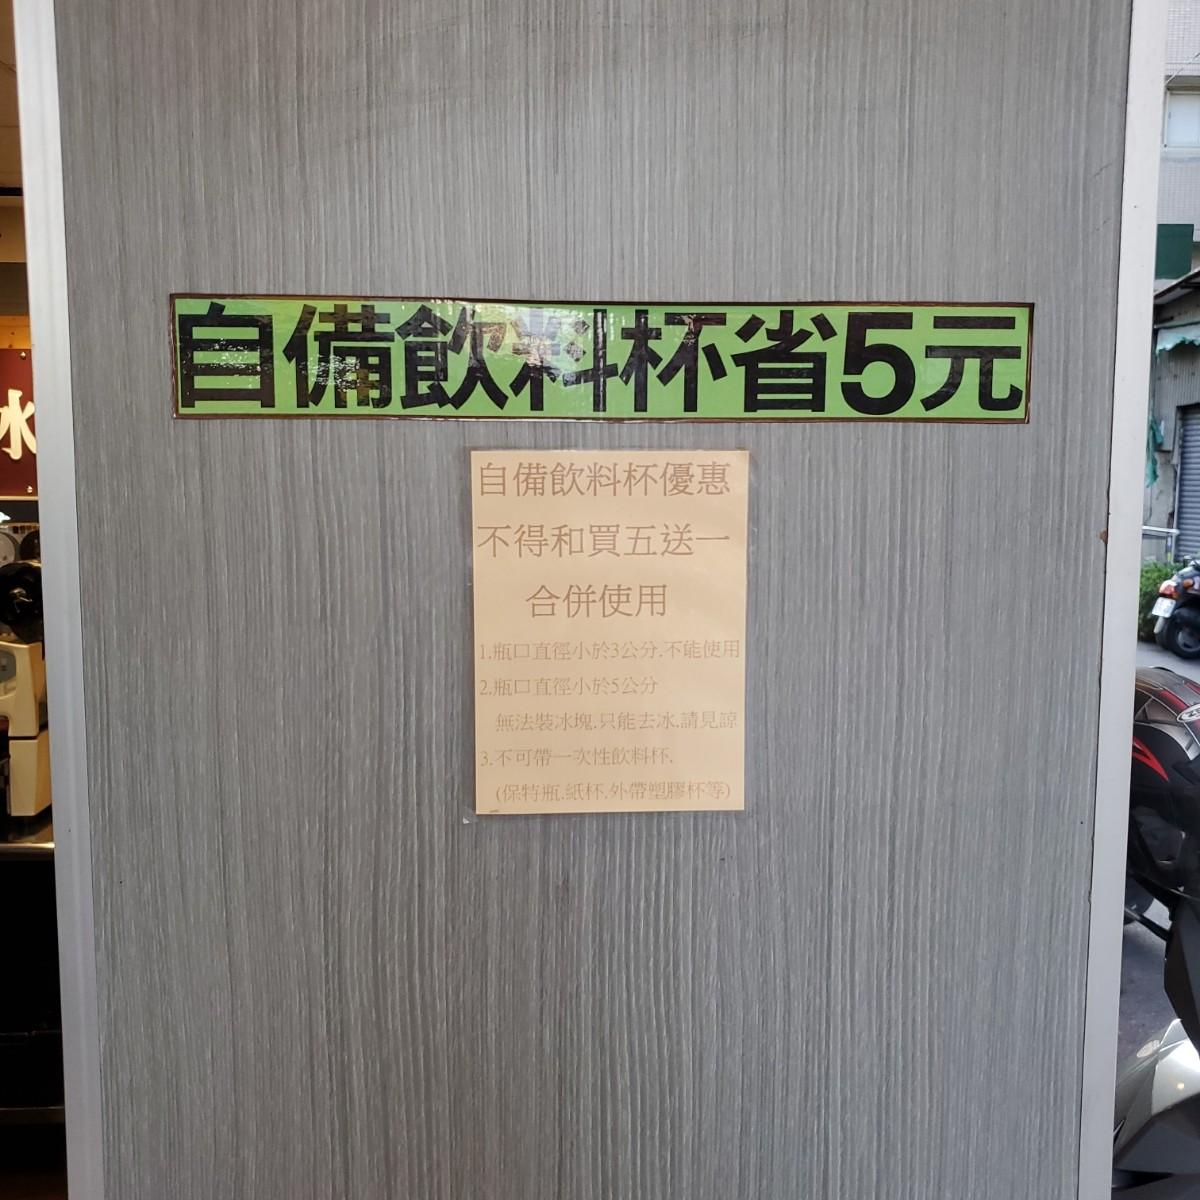 自備飲料杯省5元
自備飲料杯優惠
不得和買五送一
合併使用
1.瓶口直徑小於3公分.不能使用
2.瓶口直徑小於5公分
無法裝冰塊.只能去冰.請見諒
3.不可帶一次性飲料杯.
(保特瓶.紙杯.外帶塑膠杯等)
冰